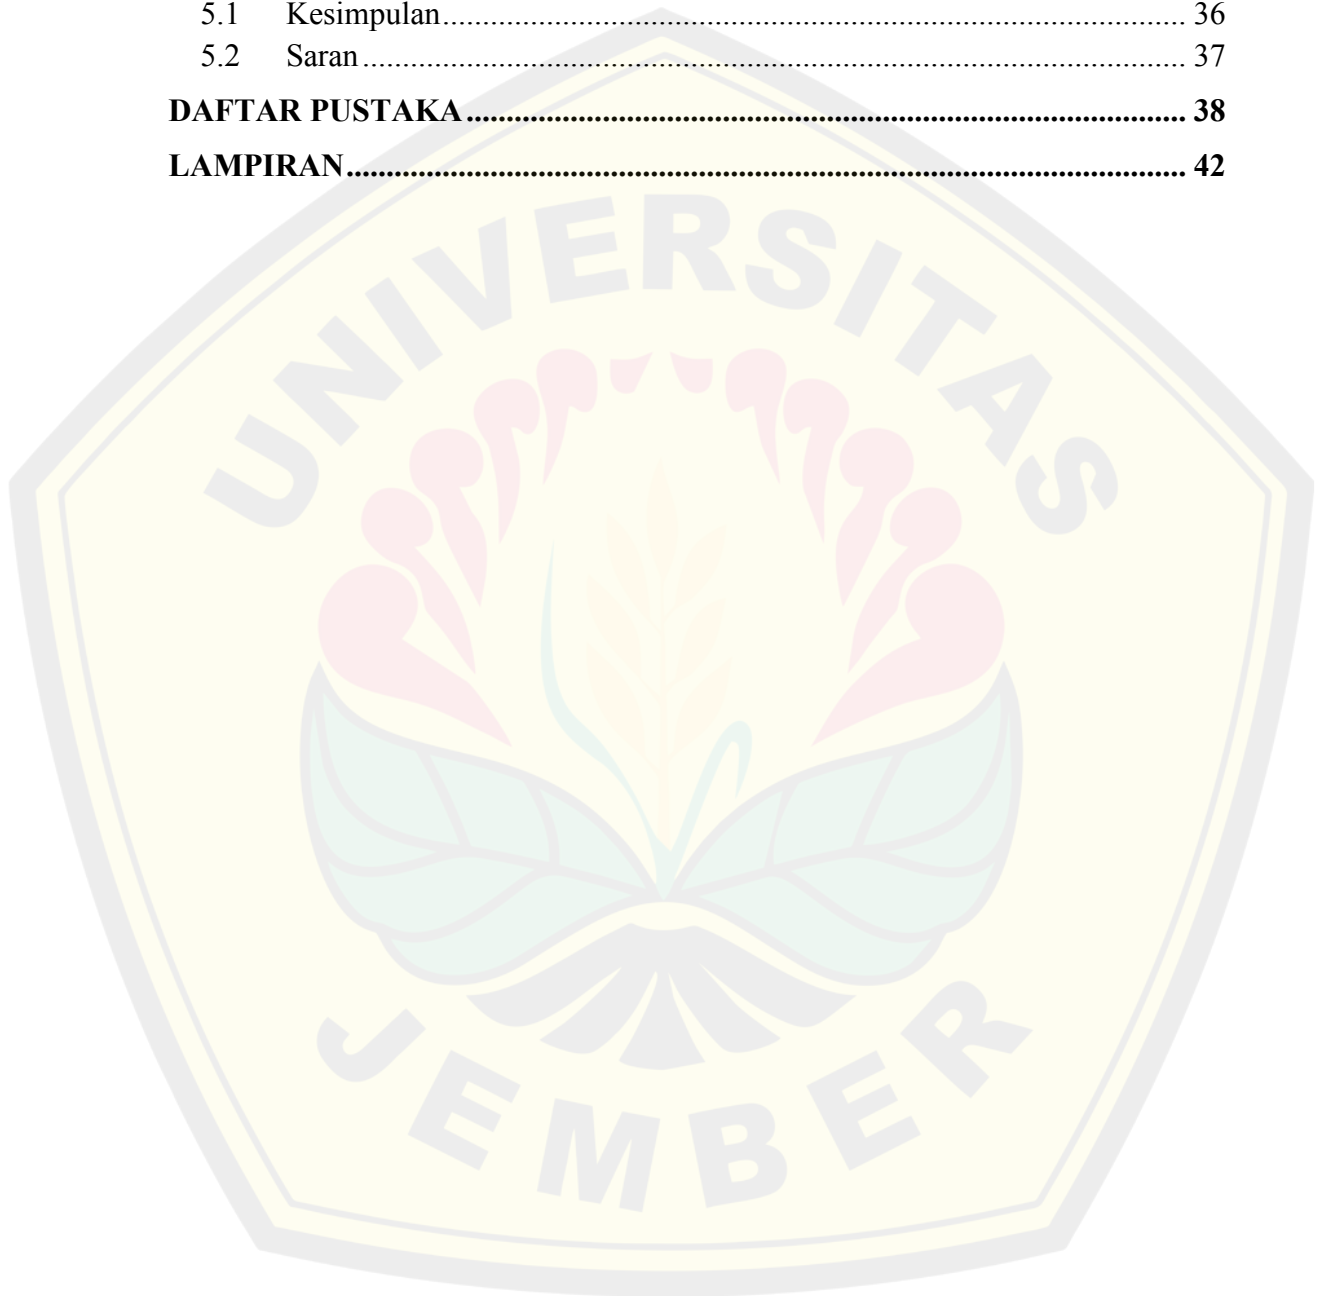 5.1 Kesimpulan............................................................................................. 36
5.2 Saran....................................................................................................... 37
DAFTAR PUSTAKA.......................................................................................... 38
LAMPIRAN......................................................................................................... 42
UNIVERSITAS
JEMBER